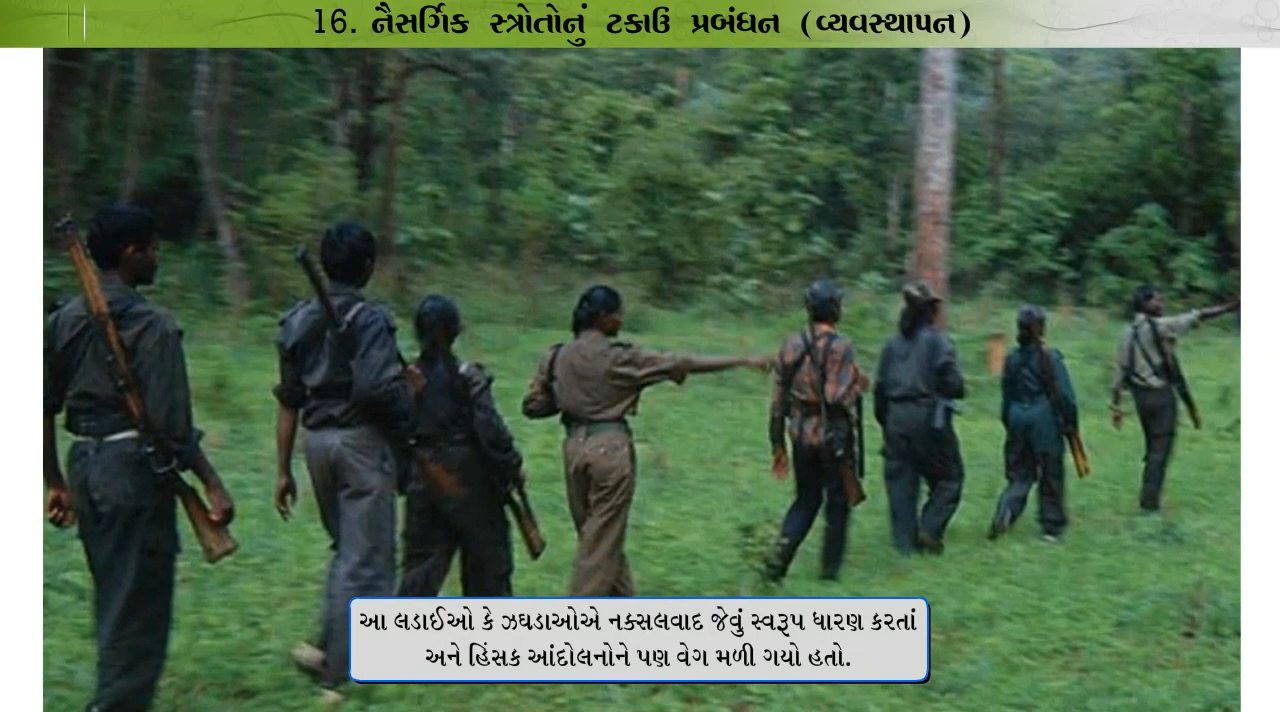 16. નૈસર્ગિક સ્ત્રોતોનું ટકાઉ પ્રબંધન (વ્યવસ્થાપન)
આ લડાઈઓ કે ઝઘડાઓએ નક્સલવાદ જેવું સ્વરૂપ ધારણ કરતાં
અને હિંસક આંદોલનોને પણ વેગ મળી ગયો હતો.